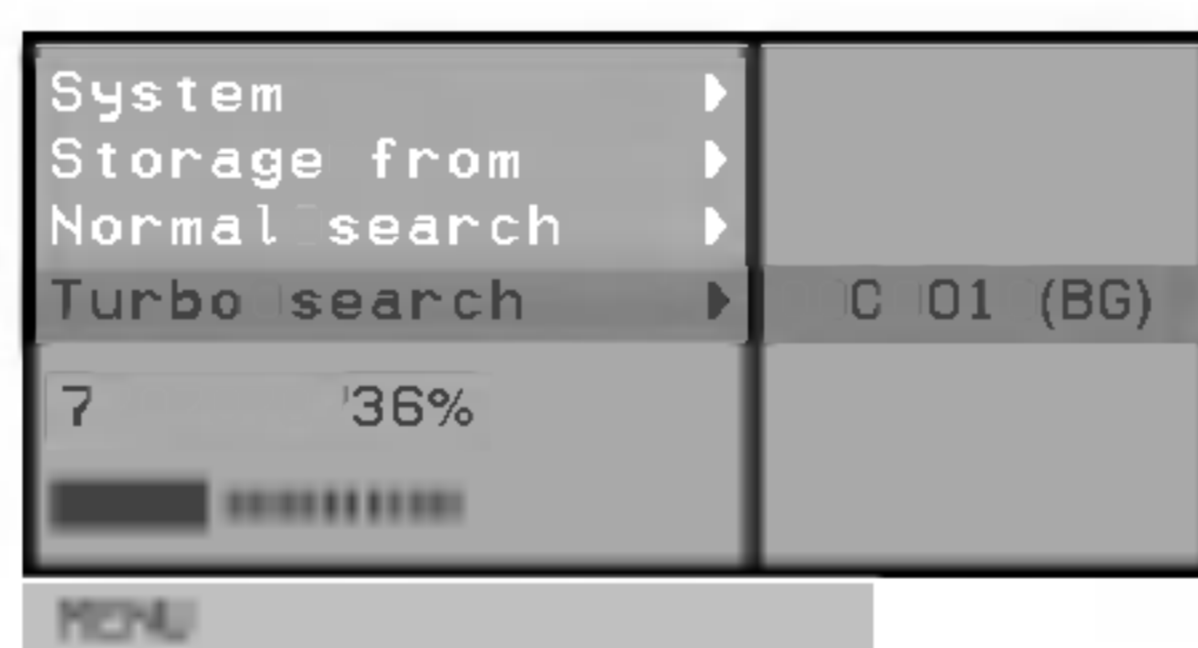 System
Storage from
Normal search
Turbo search C 01 (BG)
7 36%
MENU